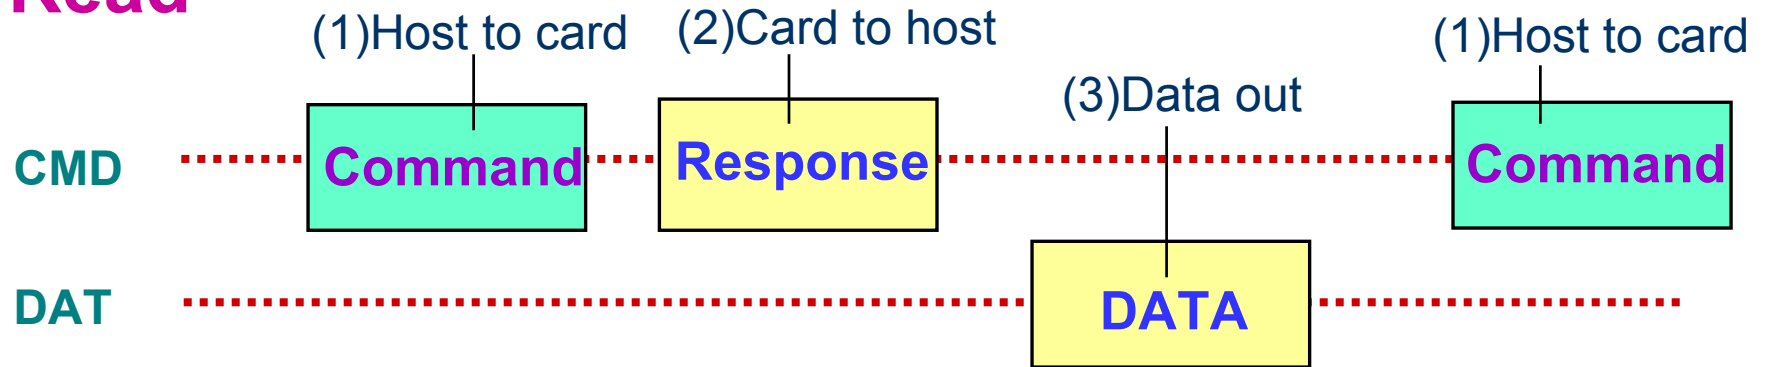 Read
(1)Host to card
(2)Card to host
(1)Host to card
(3)Data out
CMD
Command
Response
Command
DAT
DATA